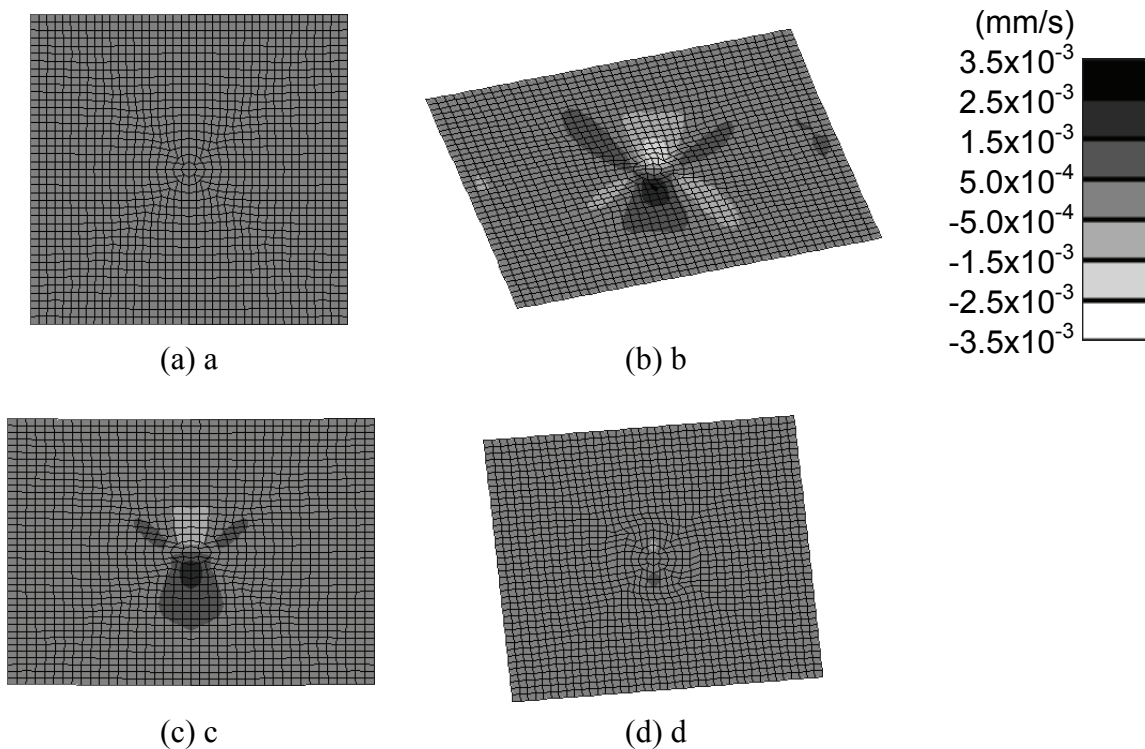 (mm/s)
3.5x10⁻³
2.5x10⁻³
1.5x10⁻³
5.0x10⁻⁴
-5.0x10⁻⁴
-1.5x10⁻³
-2.5x10⁻³
-3.5x10⁻³
(a) a
(b) b
(c) c
(d) d